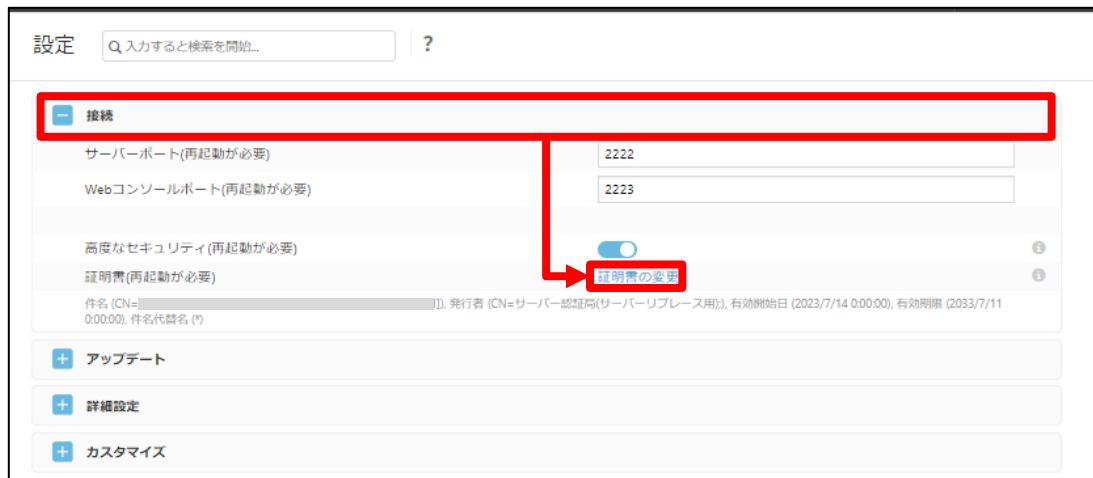 設定
入力すると検索を開始...
?
接続
サーバーポート(再起動が必要)
2222
Webコンソールポート(再起動が必要)
2223
高度なセキュリティ(再起動が必要)
証明書(再起動が必要)
証明書の変更
件名 (CN= ]]), 発行者 (CN=サーバー認証局(サーバーリプレース用);), 有効開始日 (2023/7/14 0:00:00), 有効期限 (2033/7/11
0:00:00), 件名代替名 (*)
アップデート
詳細設定
カスタマイズ